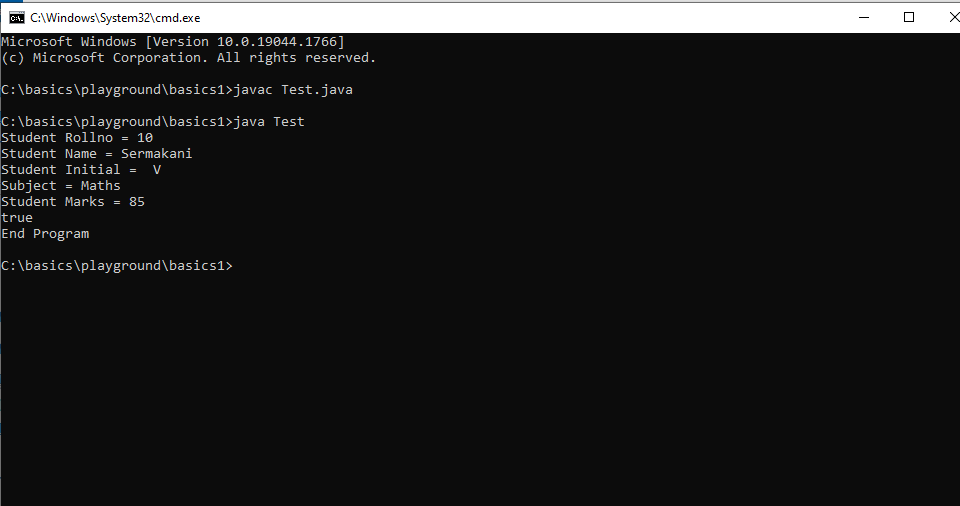 C:\Windows\System32\cmd.exe
Microsoft Windows [Version 10.0.19044.1766]
(c) Microsoft Corporation. All rights reserved.
C:\basics\playground\basics1>javac Test.java
C:\basics\playground\basics1>java Test
Student Rollno = 10
Student Name = Sermakani
Student Initial =  V
Subject = Maths
Student Marks = 85
true
End Program
C:\basics\playground\basics1>